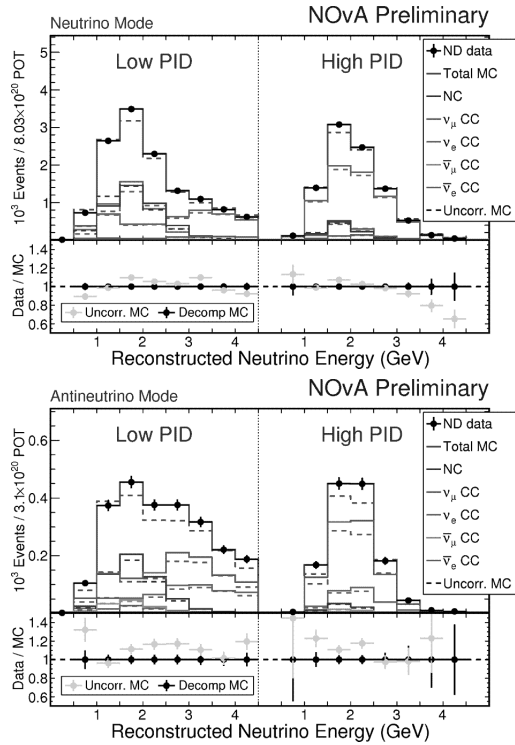 Neutrino Mode
NOvA Preliminary
10³ Events / 8.03×10²⁰ POT
5
4
3
2
1
Low PID
High PID
ND data
Total MC
NC
νμ CC
νe CC
ν̄μ CC
ν̄e CC
Uncorr. MC
Data / MC
1.4
1.2
1.0
0.8
0.6
Uncorr. MC
Decomp MC
1 2 3 4 1 2 3 4
Reconstructed Neutrino Energy (GeV)
Antineutrino Mode
NOvA Preliminary
10³ Events / 3.1×10²⁰ POT
0.6
0.4
0.2
Low PID
High PID
ND data
Total MC
NC
νμ CC
νe CC
ν̄μ CC
ν̄e CC
Uncorr. MC
Data / MC
1.4
1.2
1.0
0.8
0.6
Uncorr. MC
Decomp MC
1 2 3 4 1 2 3 4
Reconstructed Neutrino Energy (GeV)